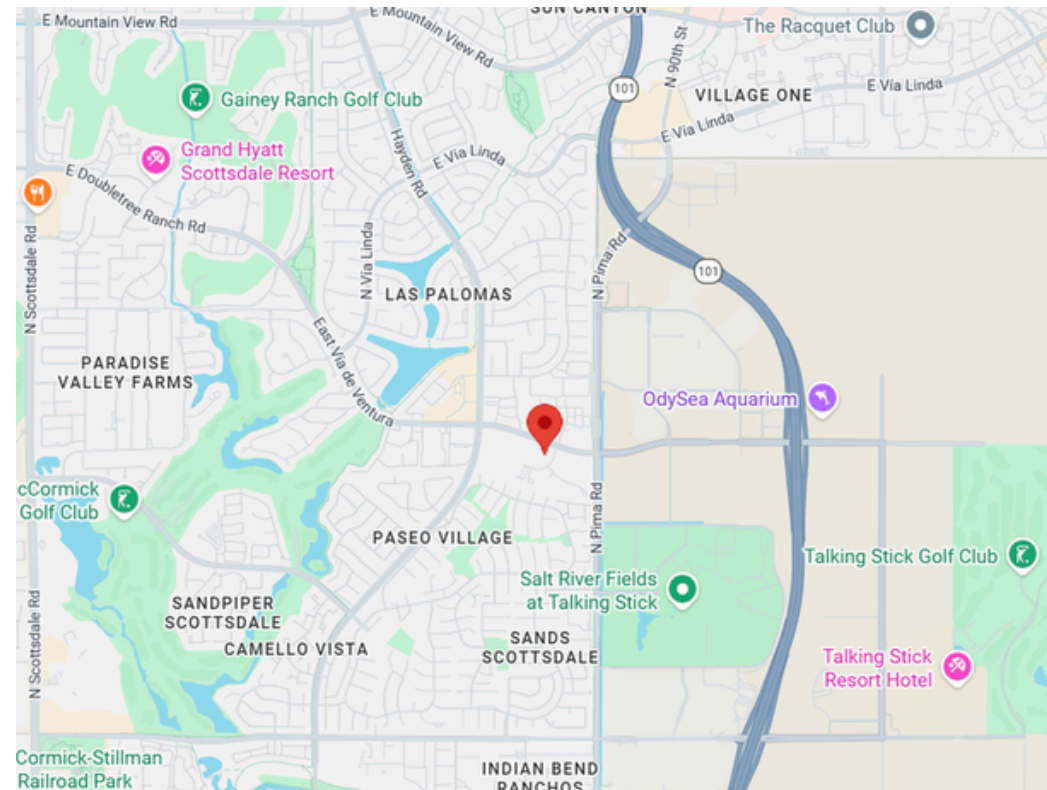 E Mountain View Rd
E Mountain View Rd
SUN CANYON
The Racquet Club
N 90th St
101
E Via Linda
VILLAGE ONE
Gainey Ranch Golf Club
E Via Linda
Hayden Rd
Grand Hyatt
Scottsdale Resort
E Via Linda
E Doubletree Ranch Rd
N Via Linda
N Pima Rd
101
N Scottsdale Rd
LAS PALOMAS
East Via de Ventura
PARADISE
VALLEY FARMS
OdySea Aquarium
cCormick
Golf Club
N Pima Rd
PASEO VILLAGE
Talking Stick Golf Club
Salt River Fields
at Talking Stick
N Scottsdale Rd
SANDPIPER
SCOTTSDALE
SANDS
SCOTTSDALE
CAMELLO VISTA
Talking Stick
Resort Hotel
Cormick-Stillman
Railroad Park
INDIAN BEND
RANCHOS